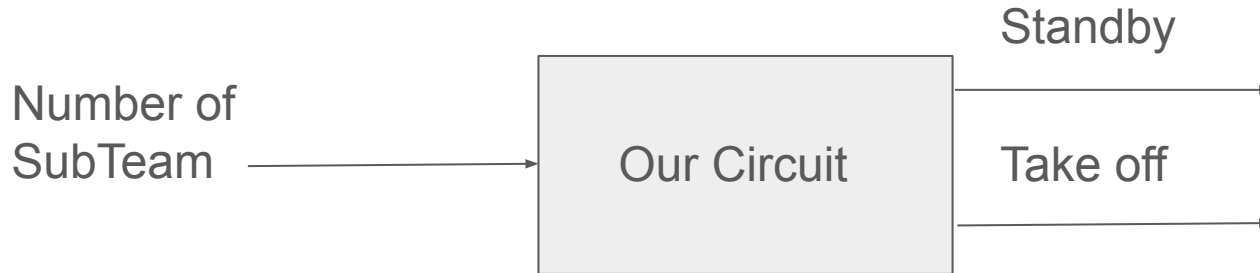 Standby
Number of
SubTeam
Our Circuit
Take off